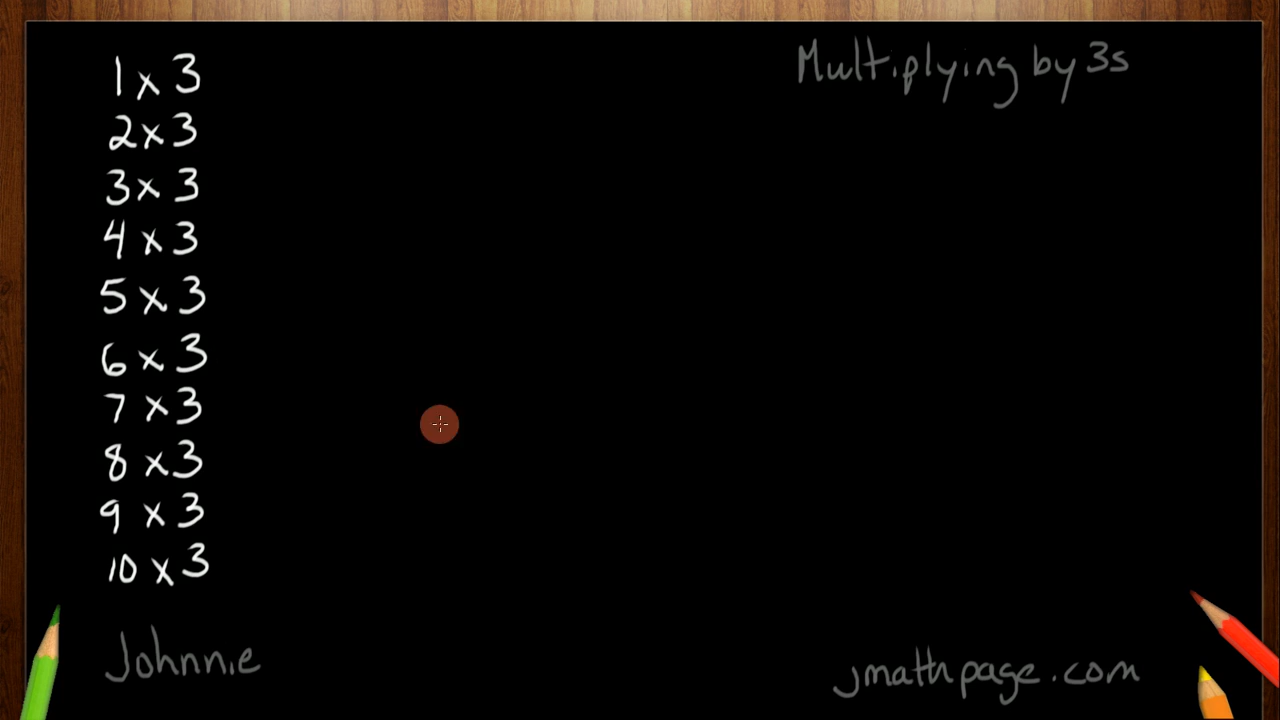 Multiplying by 3s
1 x 3
2 x 3
3 x 3
4 x 3
5 x 3
6 x 3
7 x 3
8 x 3
9 x 3
10 x 3
Johnnie
jmathpage.com